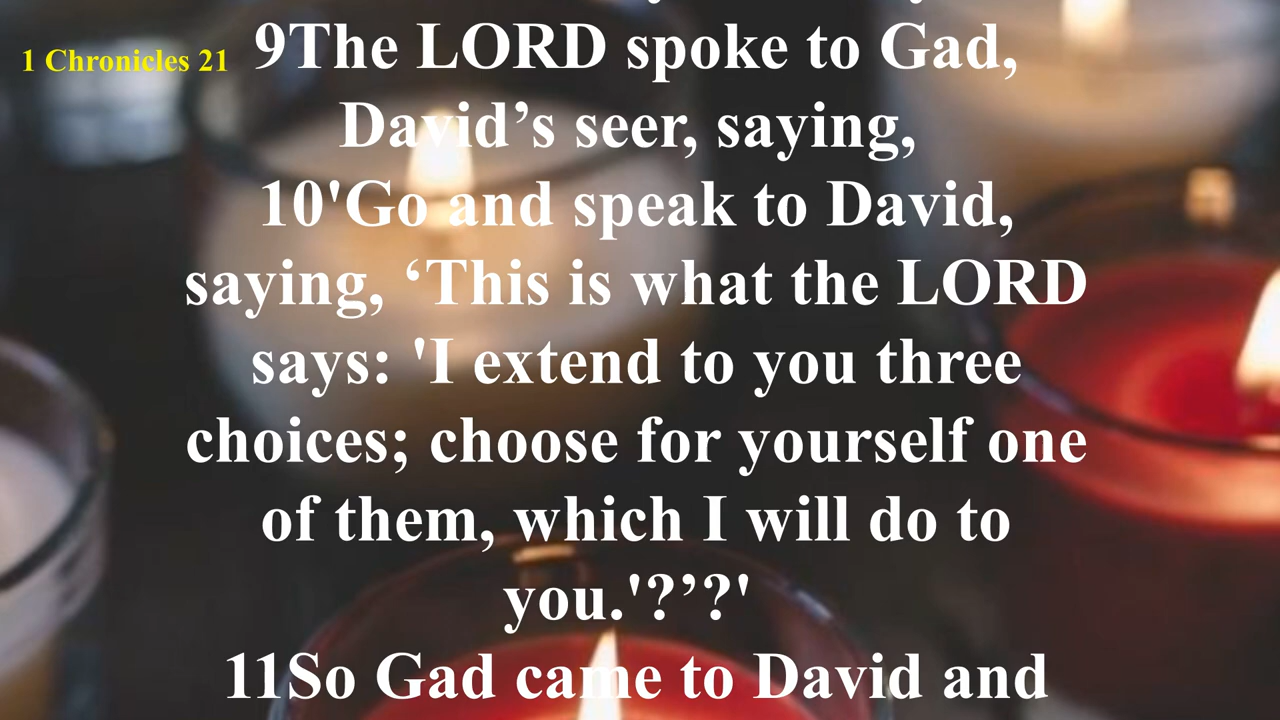 1 Chronicles 21
9The LORD spoke to Gad,
David’s seer, saying,
10'Go and speak to David,
saying, ‘This is what the LORD
says: 'I extend to you three
choices; choose for yourself one
of them, which I will do to
you.'?’?'
11So Gad came to David and